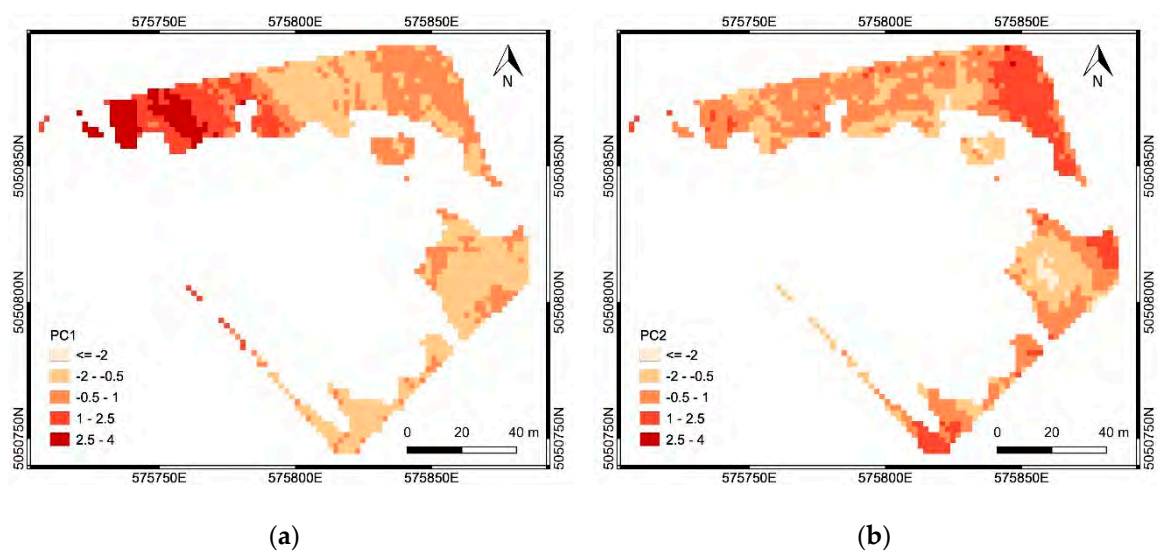 575750E 575800E 575850E
N
5050850N 5050850N
5050800N 5050800N
5050750N 5050750N
PC1
<= -2
-2 - -0.5
-0.5 - 1
1 - 2.5
2.5 - 4
0 20 40 m
575750E 575800E 575850E
(a)
575750E 575800E 575850E
N
5050850N 5050850N
5050800N 5050800N
5050750N 5050750N
PC2
<= -2
-2 - -0.5
-0.5 - 1
1 - 2.5
2.5 - 4
0 20 40 m
575750E 575800E 575850E
(b)